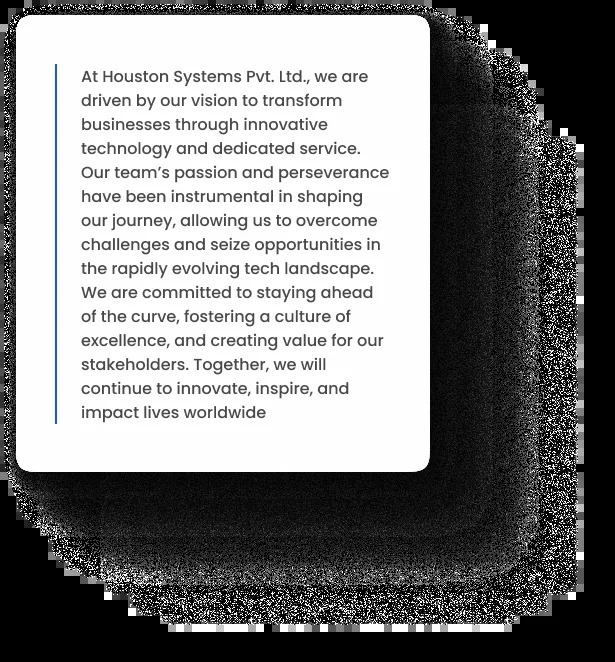 At Houston Systems Pvt. Ltd., we are
driven by our vision to transform
businesses through innovative
technology and dedicated service.
Our team’s passion and perseverance
have been instrumental in shaping
our journey, allowing us to overcome
challenges and seize opportunities in
the rapidly evolving tech landscape.
We are committed to staying ahead
of the curve, fostering a culture of
excellence, and creating value for our
stakeholders. Together, we will
continue to innovate, inspire, and
impact lives worldwide